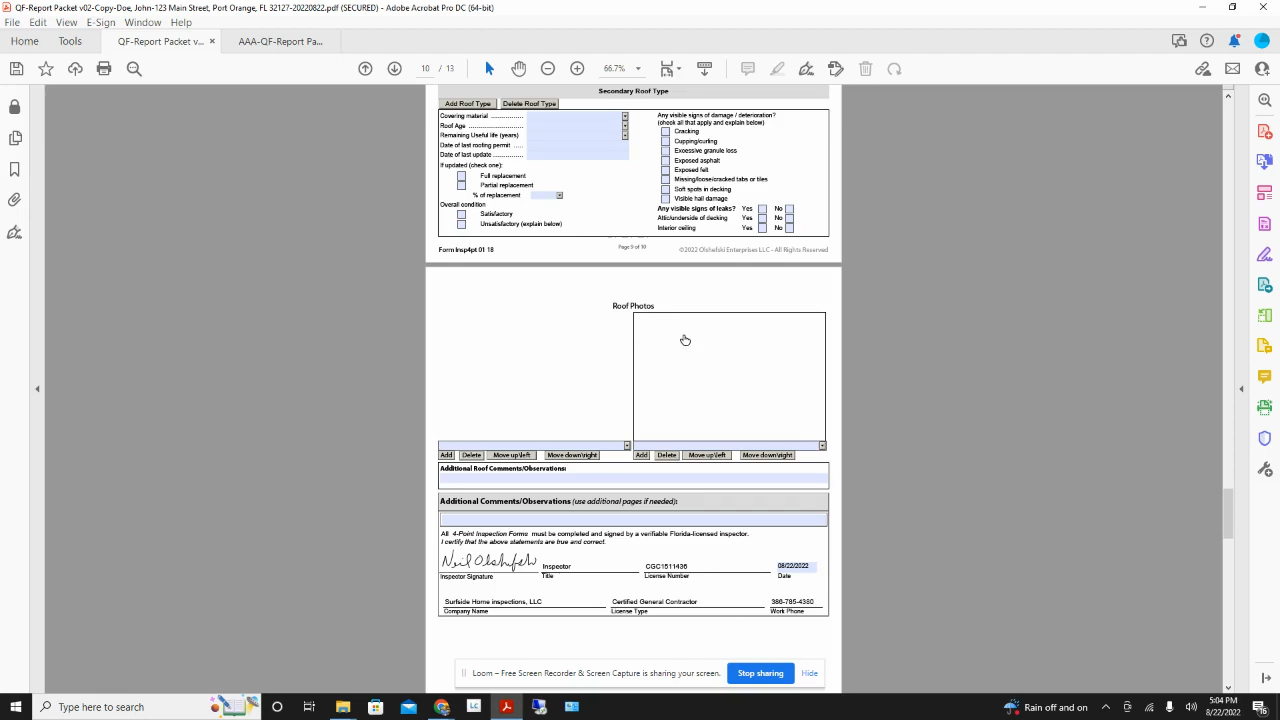 QF-Report Packet v02-Copy-Doe, John-123 Main Street, Port Orange, FL 32127-20220822.pdf (SECURED) - Adobe Acrobat Pro DC (64-bit)
File Edit View E-Sign Window Help
Home Tools QF-Report Packet v... × AAA-QF-Report Pa...
10 / 13 66.7%
Secondary Roof Type
Add Roof Type Delete Roof Type
Covering material ..............
Roof Age ........................
Remaining Useful life (years)
Date of last roofing permit .....
Date of last update ..............
If updated (check one):
Full replacement
Partial replacement
% of replacement
Overall condition
Satisfactory
Unsatisfactory (explain below)
Any visible signs of damage / deterioration?
(check all that apply and explain below)
Cracking
Cupping/curling
Excessive granule loss
Exposed asphalt
Exposed felt
Missing/loose/cracked tabs or tiles
Soft spots in decking
Visible hail damage
Any visible signs of leaks? Yes No
Attic/underside of decking Yes No
Interior ceiling Yes No
Form Insp4pt 01 18 Page 9 of 10 ©2022 Olshefski Enterprises LLC - All Rights Reserved
Roof Photos
Add Delete Move up\left Move down\right Add Delete Move up\left Move down\right
Additional Roof Comments/Observations:
Additional Comments/Observations (use additional pages if needed):
All 4-Point Inspection Forms must be completed and signed by a verifiable Florida-licensed inspector.
I certify that the above statements are true and correct.
Inspector CGC1511436 08/22/2022
Inspector Signature Title License Number Date
Surfside Home inspections, LLC Certified General Contractor 386-785-4380
Company Name License Type Work Phone
Loom – Free Screen Recorder & Screen Capture is sharing your screen. Stop sharing Hide
Type here to search LC Rain off and on 5:04 PM
8/22/2022